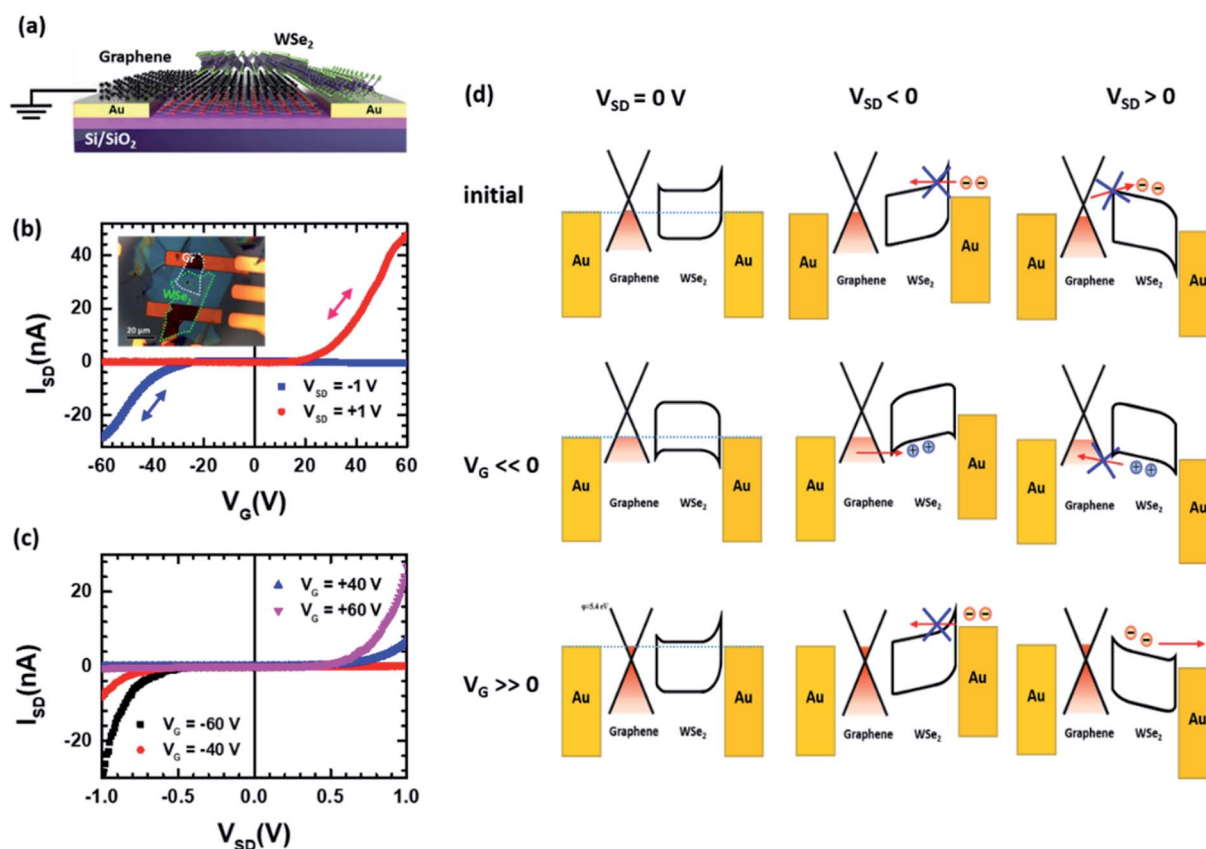 (a)
WSe2
Graphene
Au
Au
Si/SiO2
(b)
ISD(nA)
40
20
0
-20
Gr
WSe2
20 μm
VSD = -1 V
VSD = +1 V
-60 -40 -20 0 20 40 60
VG(V)
(c)
ISD(nA)
20
0
-20
VG = +40 V
VG = +60 V
VG = -60 V
VG = -40 V
-1.0 -0.5 0.0 0.5 1.0
VSD(V)
(d)
VSD = 0 V VSD < 0 VSD > 0
initial
Au Graphene WSe2 Au
Au Graphene WSe2 Au
Au Graphene WSe2 Au
VG << 0
Au Graphene WSe2 Au
Au Graphene WSe2 Au
Au Graphene WSe2 Au
VG >> 0
φ=5.4 eV
Au Graphene WSe2 Au
Au Graphene WSe2 Au
Au Graphene WSe2 Au